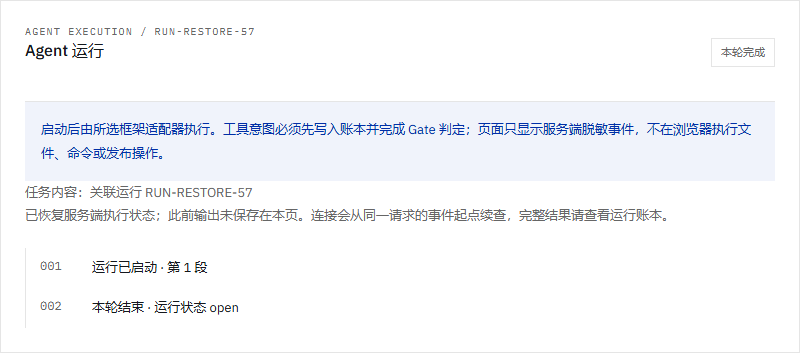 AGENT EXECUTION / RUN-RESTORE-57
Agent 运行
本轮完成
启动后由所选框架适配器执行。工具意图必须先写入账本并完成 Gate 判定；页面只显示服务端脱敏事件，不在浏览器执行文
件、命令或发布操作。
任务内容：关联运行 RUN-RESTORE-57
已恢复服务端执行状态；此前输出未保存在本页。连接会从同一请求的事件起点续查，完整结果请查看运行账本。
001 运行已启动 · 第 1 段
002 本轮结束 · 运行状态 open